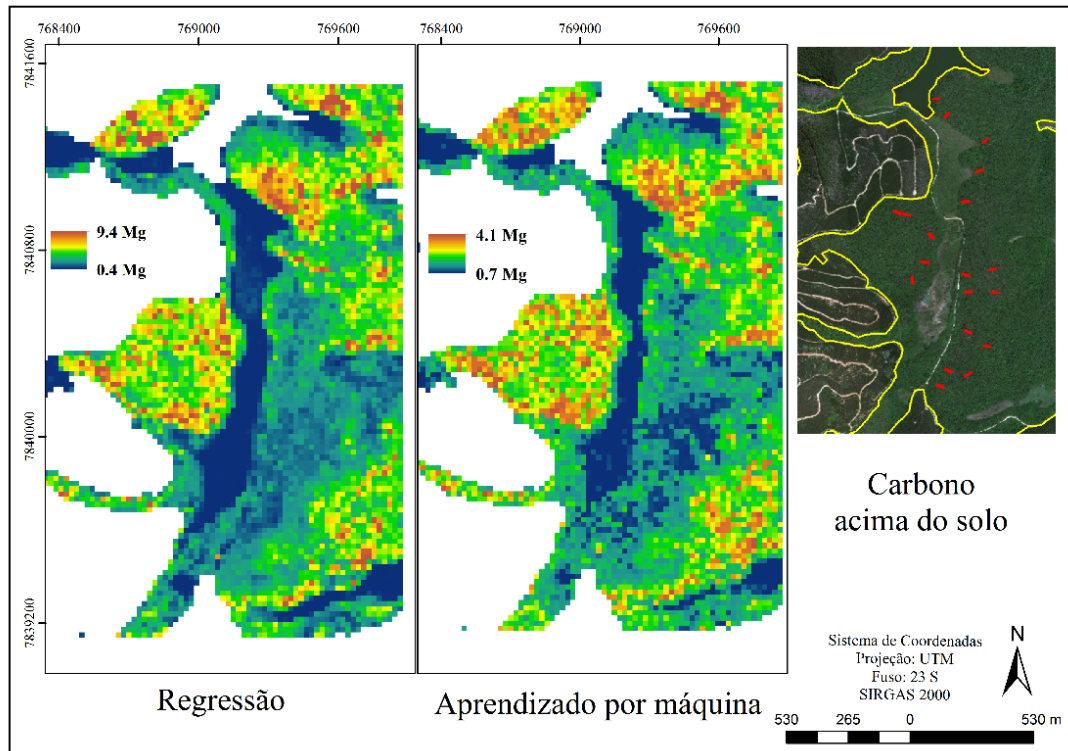 768400 769000 769600
768400 769000 769600
7841600
7840800
7840000
7839200
9.4 Mg
0.4 Mg
4.1 Mg
0.7 Mg
Regressão
Aprendizado por máquina
Carbono
acima do solo
Sistema de Coordenadas
Projeção: UTM
Fuso: 23 S
SIRGAS 2000
N
530 265 0 530 m